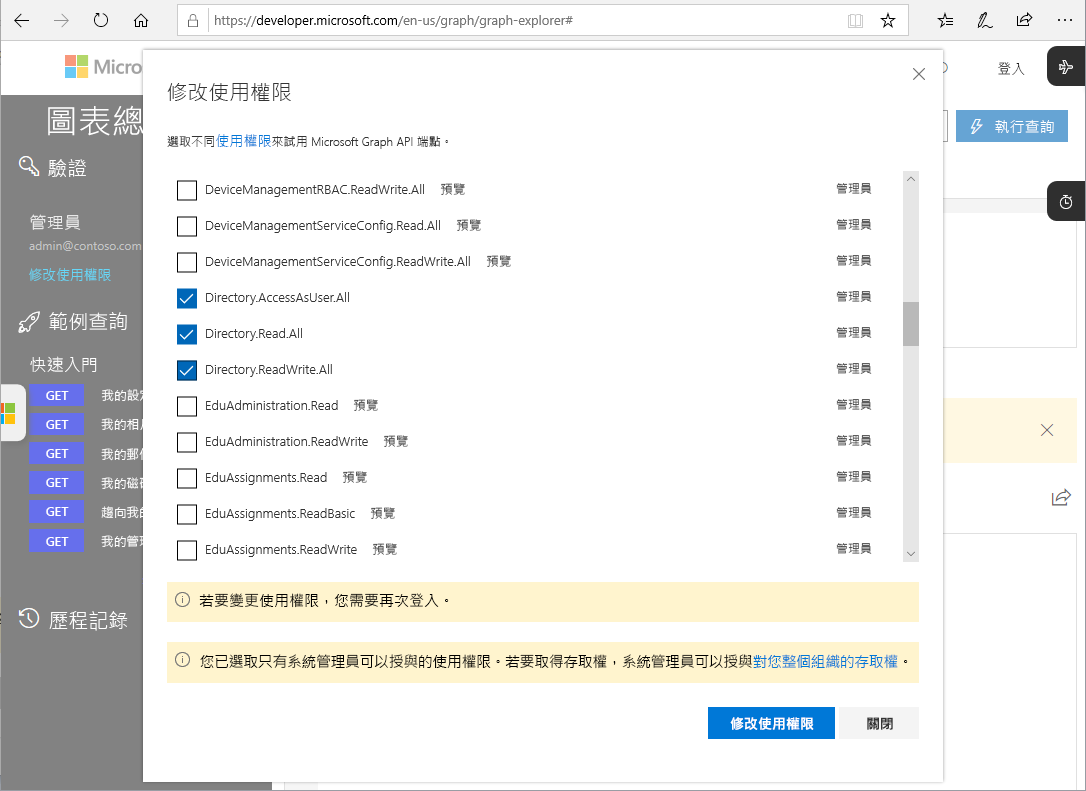 https://developer.microsoft.com/en-us/graph/graph-explorer#
Micro
登入
圖表總
執行查詢
驗證
管理員
admin@contoso.com
修改使用權限
範例查詢
快速入門
GET 我的設定
GET 我的相片
GET 我的郵件
GET 我的磁碟
GET 趨向我的
GET 我的管理
歷程記錄
修改使用權限
選取不同使用權限來試用 Microsoft Graph API 端點。
DeviceManagementRBAC.ReadWrite.All 預覽 管理員
DeviceManagementServiceConfig.Read.All 預覽 管理員
DeviceManagementServiceConfig.ReadWrite.All 預覽 管理員
Directory.AccessAsUser.All 管理員
Directory.Read.All 管理員
Directory.ReadWrite.All 管理員
EduAdministration.Read 預覽 管理員
EduAdministration.ReadWrite 預覽 管理員
EduAssignments.Read 預覽 管理員
EduAssignments.ReadBasic 預覽 管理員
EduAssignments.ReadWrite 預覽 管理員
若要變更使用權限，您需要再次登入。
您已選取只有系統管理員可以授與的使用權限。若要取得存取權，系統管理員可以授與對您整個組織的存取權。
修改使用權限
關閉